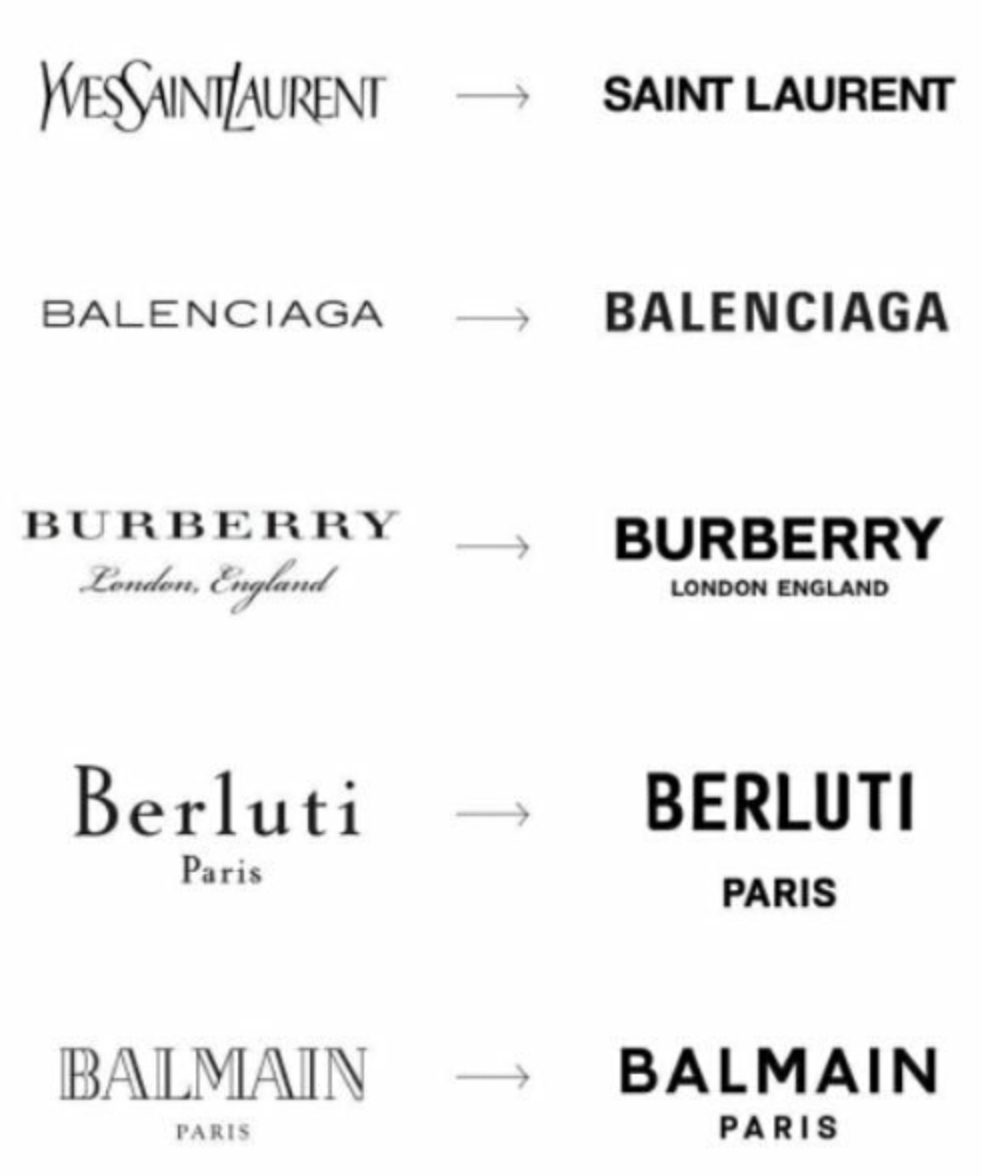 YVESSAINTLAURENT → SAINT LAURENT
BALENCIAGA → BALENCIAGA
BURBERRY → BURBERRY
London, England LONDON ENGLAND
Berluti → BERLUTI
Paris PARIS
BALMAIN → BALMAIN
PARIS PARIS